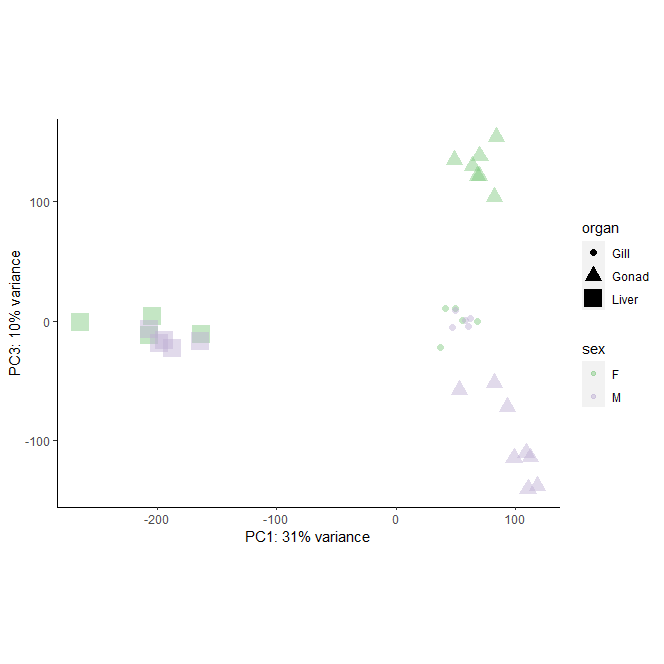 100
0
-100
PC3: 10% variance
-200
-100
0
100
PC1: 31% variance
organ
Gill
Gonad
Liver
sex
F
M